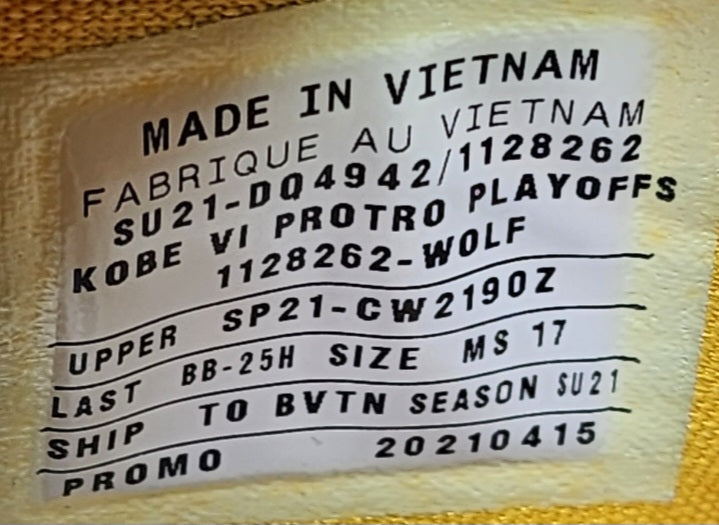 MADE IN VIETNAM
FABRIQUE AU VIETNAM
SU21-DQ4942/1128262
KOBE VI PROTRO PLAYOFFS
1128262-WOLF
UPPER SP21-CW2190Z
LAST BB-25H SIZE MS 17
SHIP TO BVTN SEASON SU21
PROMO 20210415